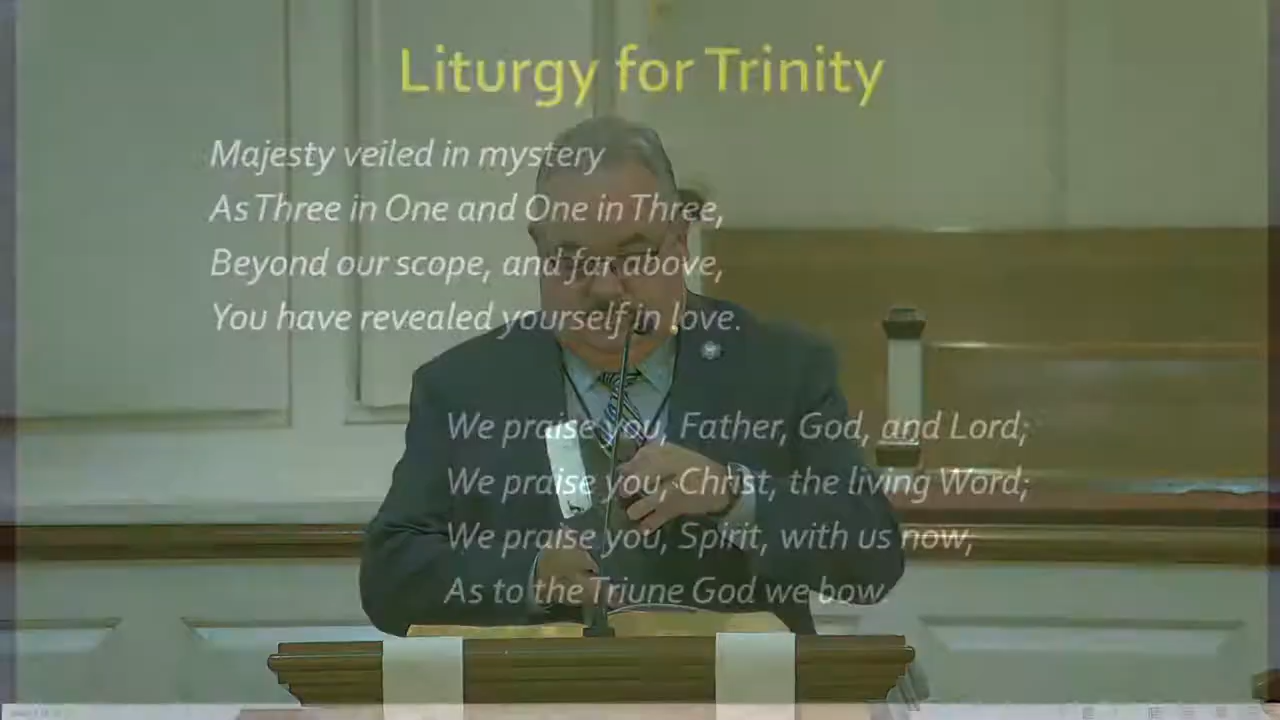 Liturgy for Trinity
Majesty veiled in mystery
As Three in One and One in Three,
Beyond our scope, and far above,
You have revealed yourself in love.
We praise you, Father, God, and Lord;
We praise you, Christ, the living Word;
We praise you, Spirit, with us now,
As to the Triune God we bow.